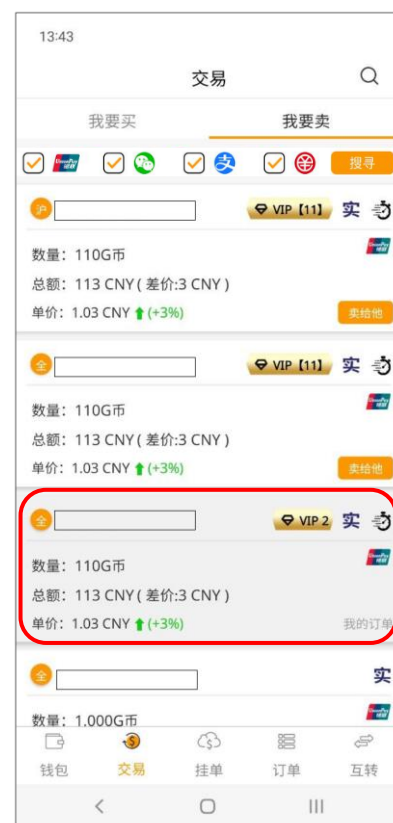 13:43
交易
我要买 我要卖
搜寻
沪 VIP【11】 实
数量：110G币
总额：113 CNY ( 差价:3 CNY )
单价：1.03 CNY (+3%) 卖给他
全 VIP【11】 实
数量：110G币
总额：113 CNY ( 差价:3 CNY )
单价：1.03 CNY (+3%) 卖给他
全 VIP 2 实
数量：110G币
总额：113 CNY ( 差价:3 CNY )
单价：1.03 CNY (+3%) 我的订单
全 实
数量：1.000G币
钱包 交易 挂单 订单 互转